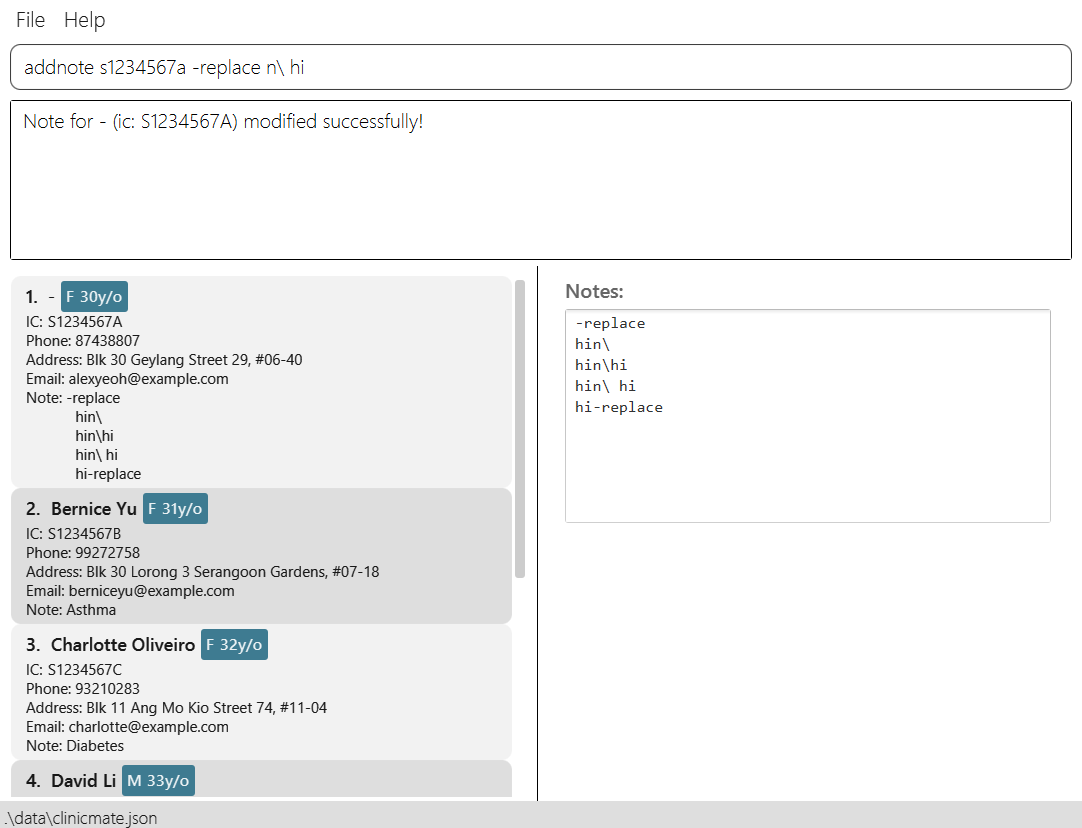 File Help
addnote s1234567a -replace n\ hi
Note for - (ic: S1234567A) modified successfully!
1. - F 30y/o
IC: S1234567A
Phone: 87438807
Address: Blk 30 Geylang Street 29, #06-40
Email: alexyeoh@example.com
Note: -replace
hin\
hin\hi
hin\ hi
hi-replace
2. Bernice Yu F 31y/o
IC: S1234567B
Phone: 99272758
Address: Blk 30 Lorong 3 Serangoon Gardens, #07-18
Email: berniceyu@example.com
Note: Asthma
3. Charlotte Oliveiro F 32y/o
IC: S1234567C
Phone: 93210283
Address: Blk 11 Ang Mo Kio Street 74, #11-04
Email: charlotte@example.com
Note: Diabetes
4. David Li M 33y/o
Notes:
-replace
hin\
hin\hi
hin\ hi
hi-replace
.\data\clinicmate.json